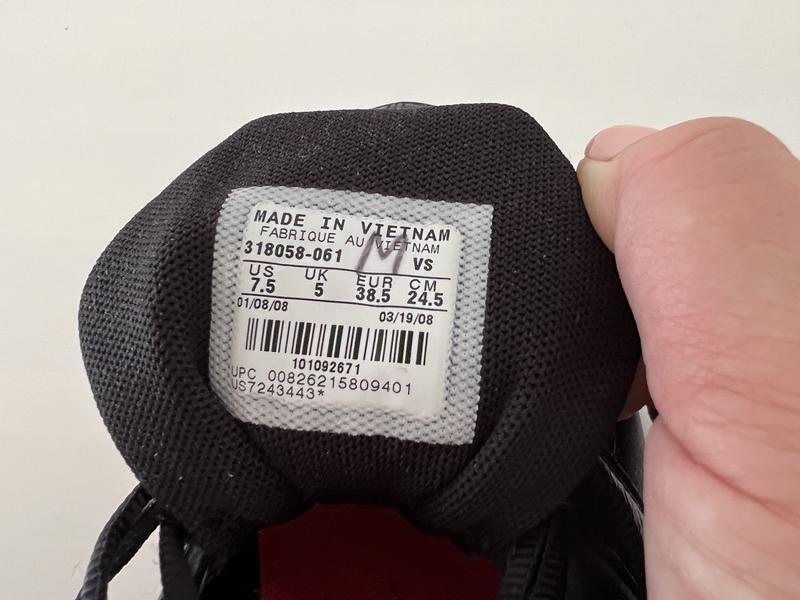 MADE IN VIETNAM
FABRIQUE AU VIETNAM
318058-061 M VS
US UK EUR CM
7.5 5 38.5 24.5
01/08/08 03/19/08
101092671
UPC 00826215809401
US7243443*